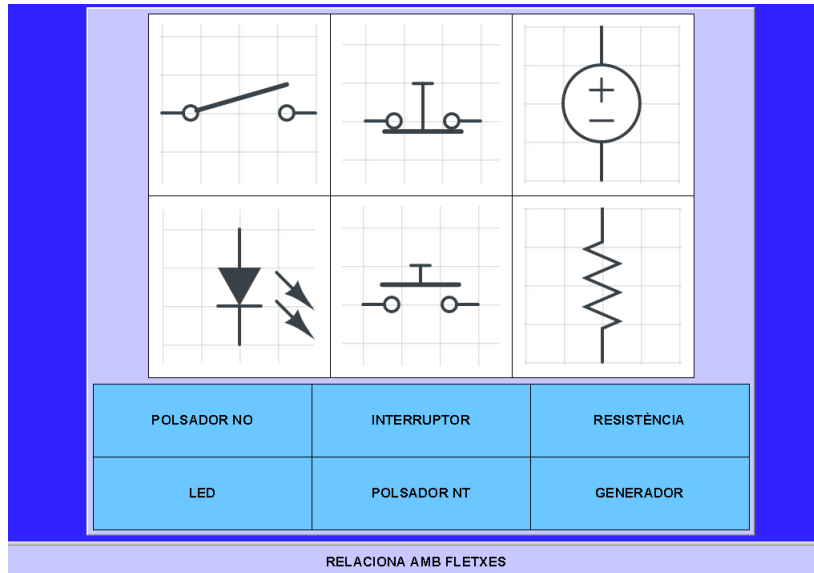 POLSADOR NO
INTERRUPTOR
RESISTÈNCIA
LED
POLSADOR NT
GENERADOR
RELACIONA AMB FLETXES